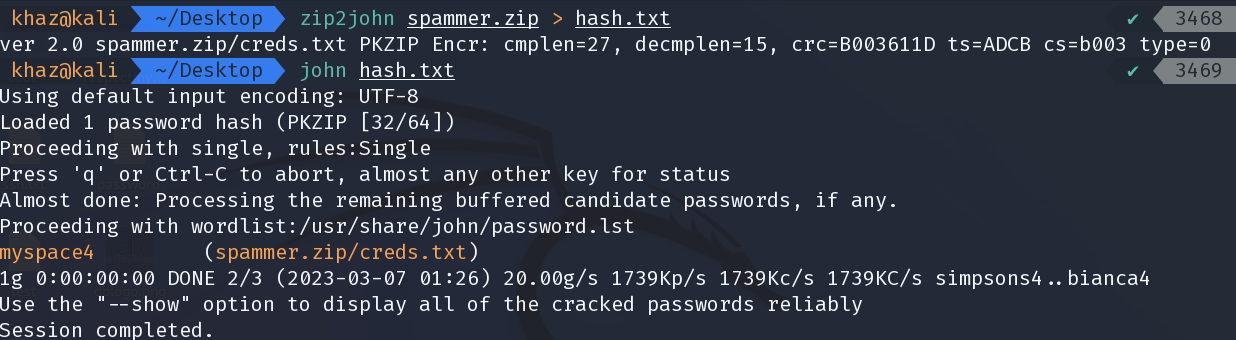 khaz@kali ~/Desktop zip2john spammer.zip > hash.txt ✔ 3468
ver 2.0 spammer.zip/creds.txt PKZIP Encr: cmplen=27, decmplen=15, crc=B003611D ts=ADCB cs=b003 type=0
khaz@kali ~/Desktop john hash.txt ✔ 3469
Using default input encoding: UTF-8
Loaded 1 password hash (PKZIP [32/64])
Proceeding with single, rules:Single
Press 'q' or Ctrl-C to abort, almost any other key for status
Almost done: Processing the remaining buffered candidate passwords, if any.
Proceeding with wordlist:/usr/share/john/password.lst
myspace4 (spammer.zip/creds.txt)
1g 0:00:00:00 DONE 2/3 (2023-03-07 01:26) 20.00g/s 1739Kp/s 1739Kc/s 1739KC/s simpsons4..bianca4
Use the "--show" option to display all of the cracked passwords reliably
Session completed.